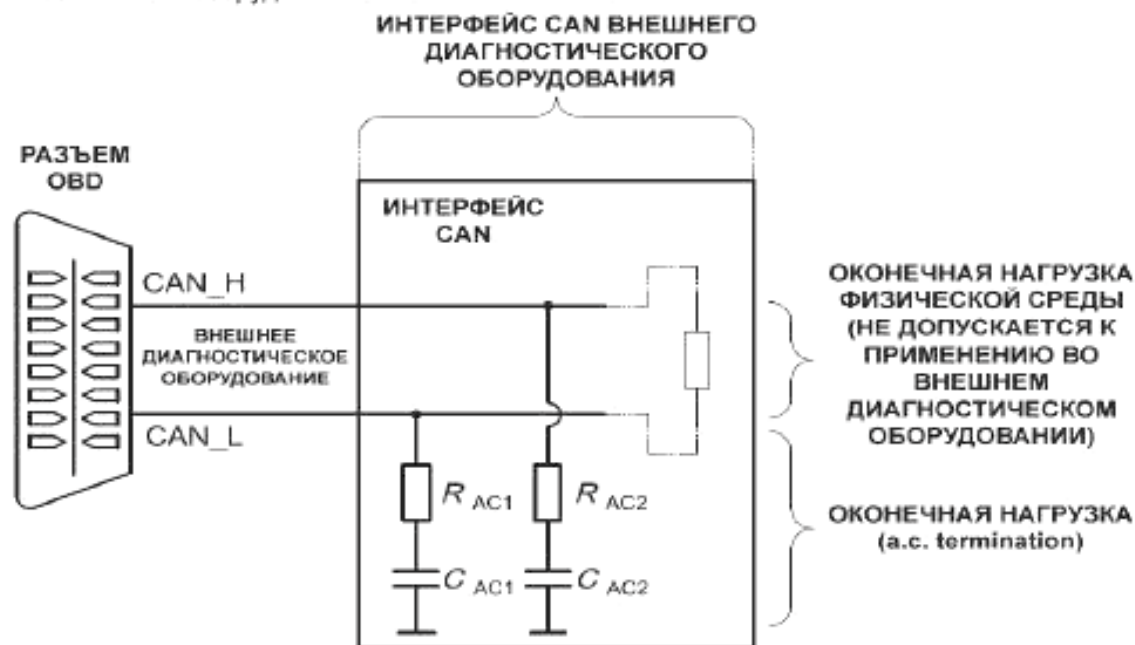 ИНТЕРФЕЙС CAN ВНЕШНЕГО
ДИАГНОСТИЧЕСКОГО
ОБОРУДОВАНИЯ
РАЗЪЕМ
OBD
ИНТЕРФЕЙС
CAN
CAN_H
ВНЕШНЕЕ
ДИАГНОСТИЧЕСКОЕ
ОБОРУДОВАНИЕ
CAN_L
ОКОНЕЧНАЯ НАГРУЗКА
ФИЗИЧЕСКОЙ СРЕДЫ
(НЕ ДОПУСКАЕТСЯ К
ПРИМЕНЕНИЮ ВО
ВНЕШНЕМ
ДИАГНОСТИЧЕСКОМ
ОБОРУДОВАНИИ)
R AC1
R AC2
ОКОНЕЧНАЯ НАГРУЗКА
(a.c. termination)
C AC1
C AC2